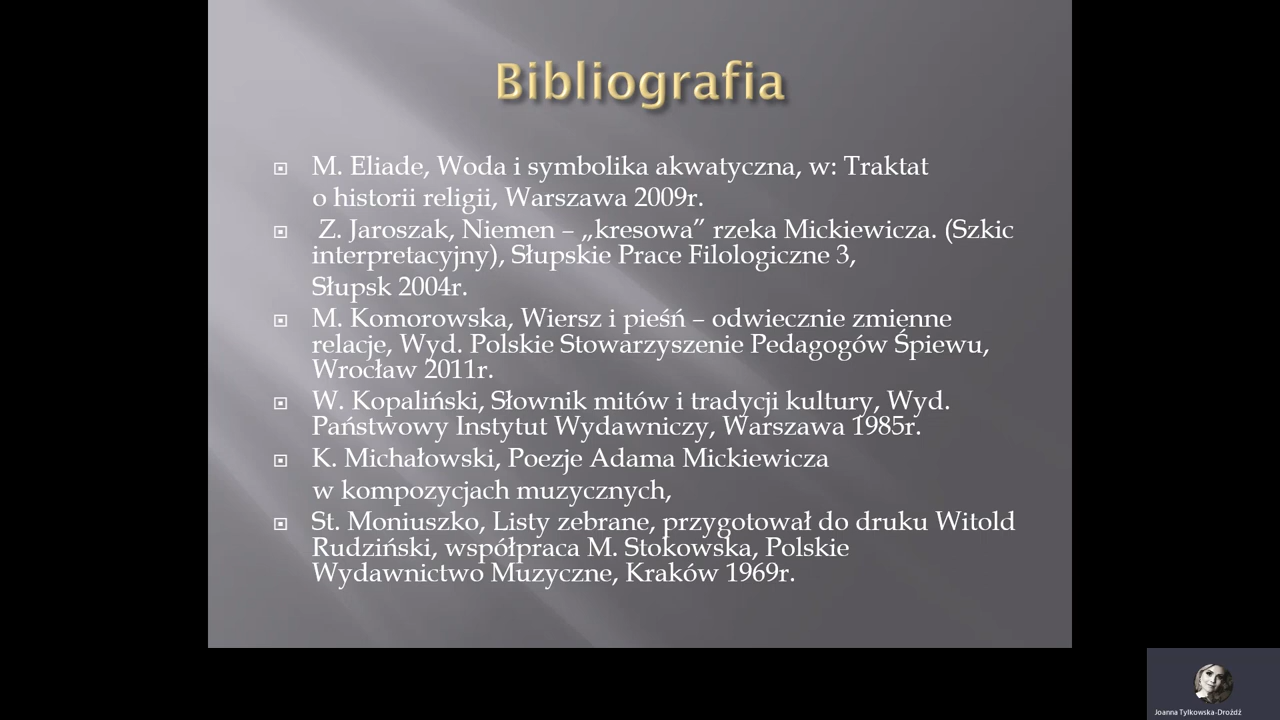 Bibliografia
M. Eliade, Woda i symbolika akwatyczna, w: Traktat
o historii religii, Warszawa 2009r.
Z. Jaroszak, Niemen – „kresowa” rzeka Mickiewicza. (Szkic
interpretacyjny), Słupskie Prace Filologiczne 3,
Słupsk 2004r.
M. Komorowska, Wiersz i pieśń – odwiecznie zmienne
relacje, Wyd. Polskie Stowarzyszenie Pedagogów Śpiewu,
Wrocław 2011r.
W. Kopaliński, Słownik mitów i tradycji kultury, Wyd.
Państwowy Instytut Wydawniczy, Warszawa 1985r.
K. Michałowski, Poezje Adama Mickiewicza
w kompozycjach muzycznych,
St. Moniuszko, Listy zebrane, przygotował do druku Witold
Rudziński, współpraca M. Stokowska, Polskie
Wydawnictwo Muzyczne, Kraków 1969r.
Joanna Tylkowska-Drożdż